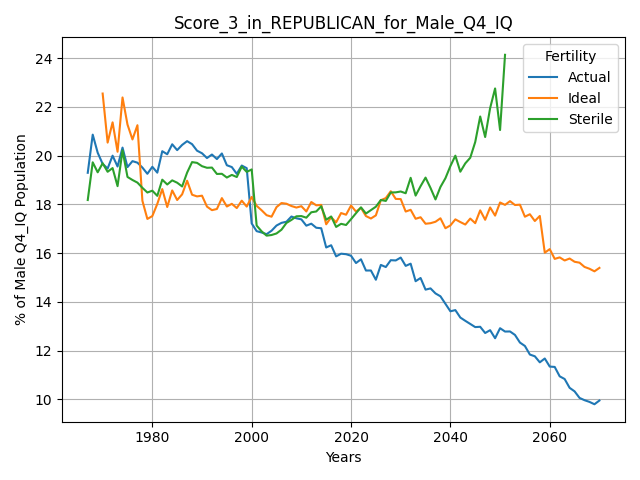 Score_3_in_REPUBLICAN_for_Male_Q4_IQ
Fertility
Actual
Ideal
Sterile
% of Male Q4_IQ Population
24
22
20
18
16
14
12
10
1980
2000
2020
2040
2060
Years